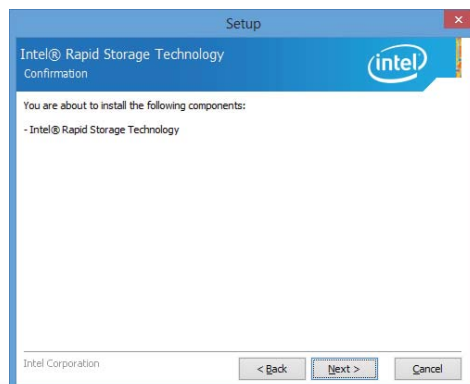 Setup
Intel® Rapid Storage Technology
Confirmation
intel
You are about to install the following components:
- Intel® Rapid Storage Technology
Intel Corporation
< Back
Next >
Cancel